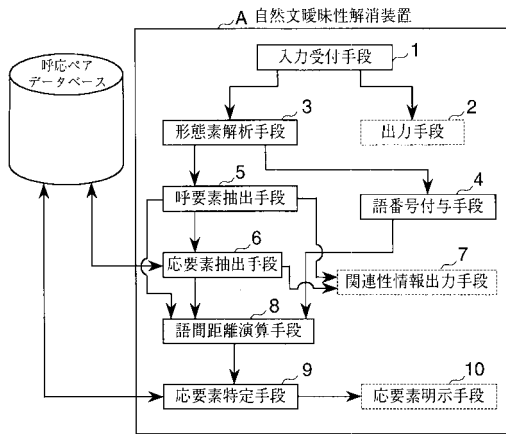 A 自然文曖昧性解消装置
呼応ペア
データベース
入力受付手段
1
形態素解析手段
3
出力手段
2
呼要素抽出手段
5
語番号付与手段
4
応要素抽出手段
6
関連性情報出力手段
7
語間距離演算手段
8
応要素特定手段
9
応要素明示手段
10